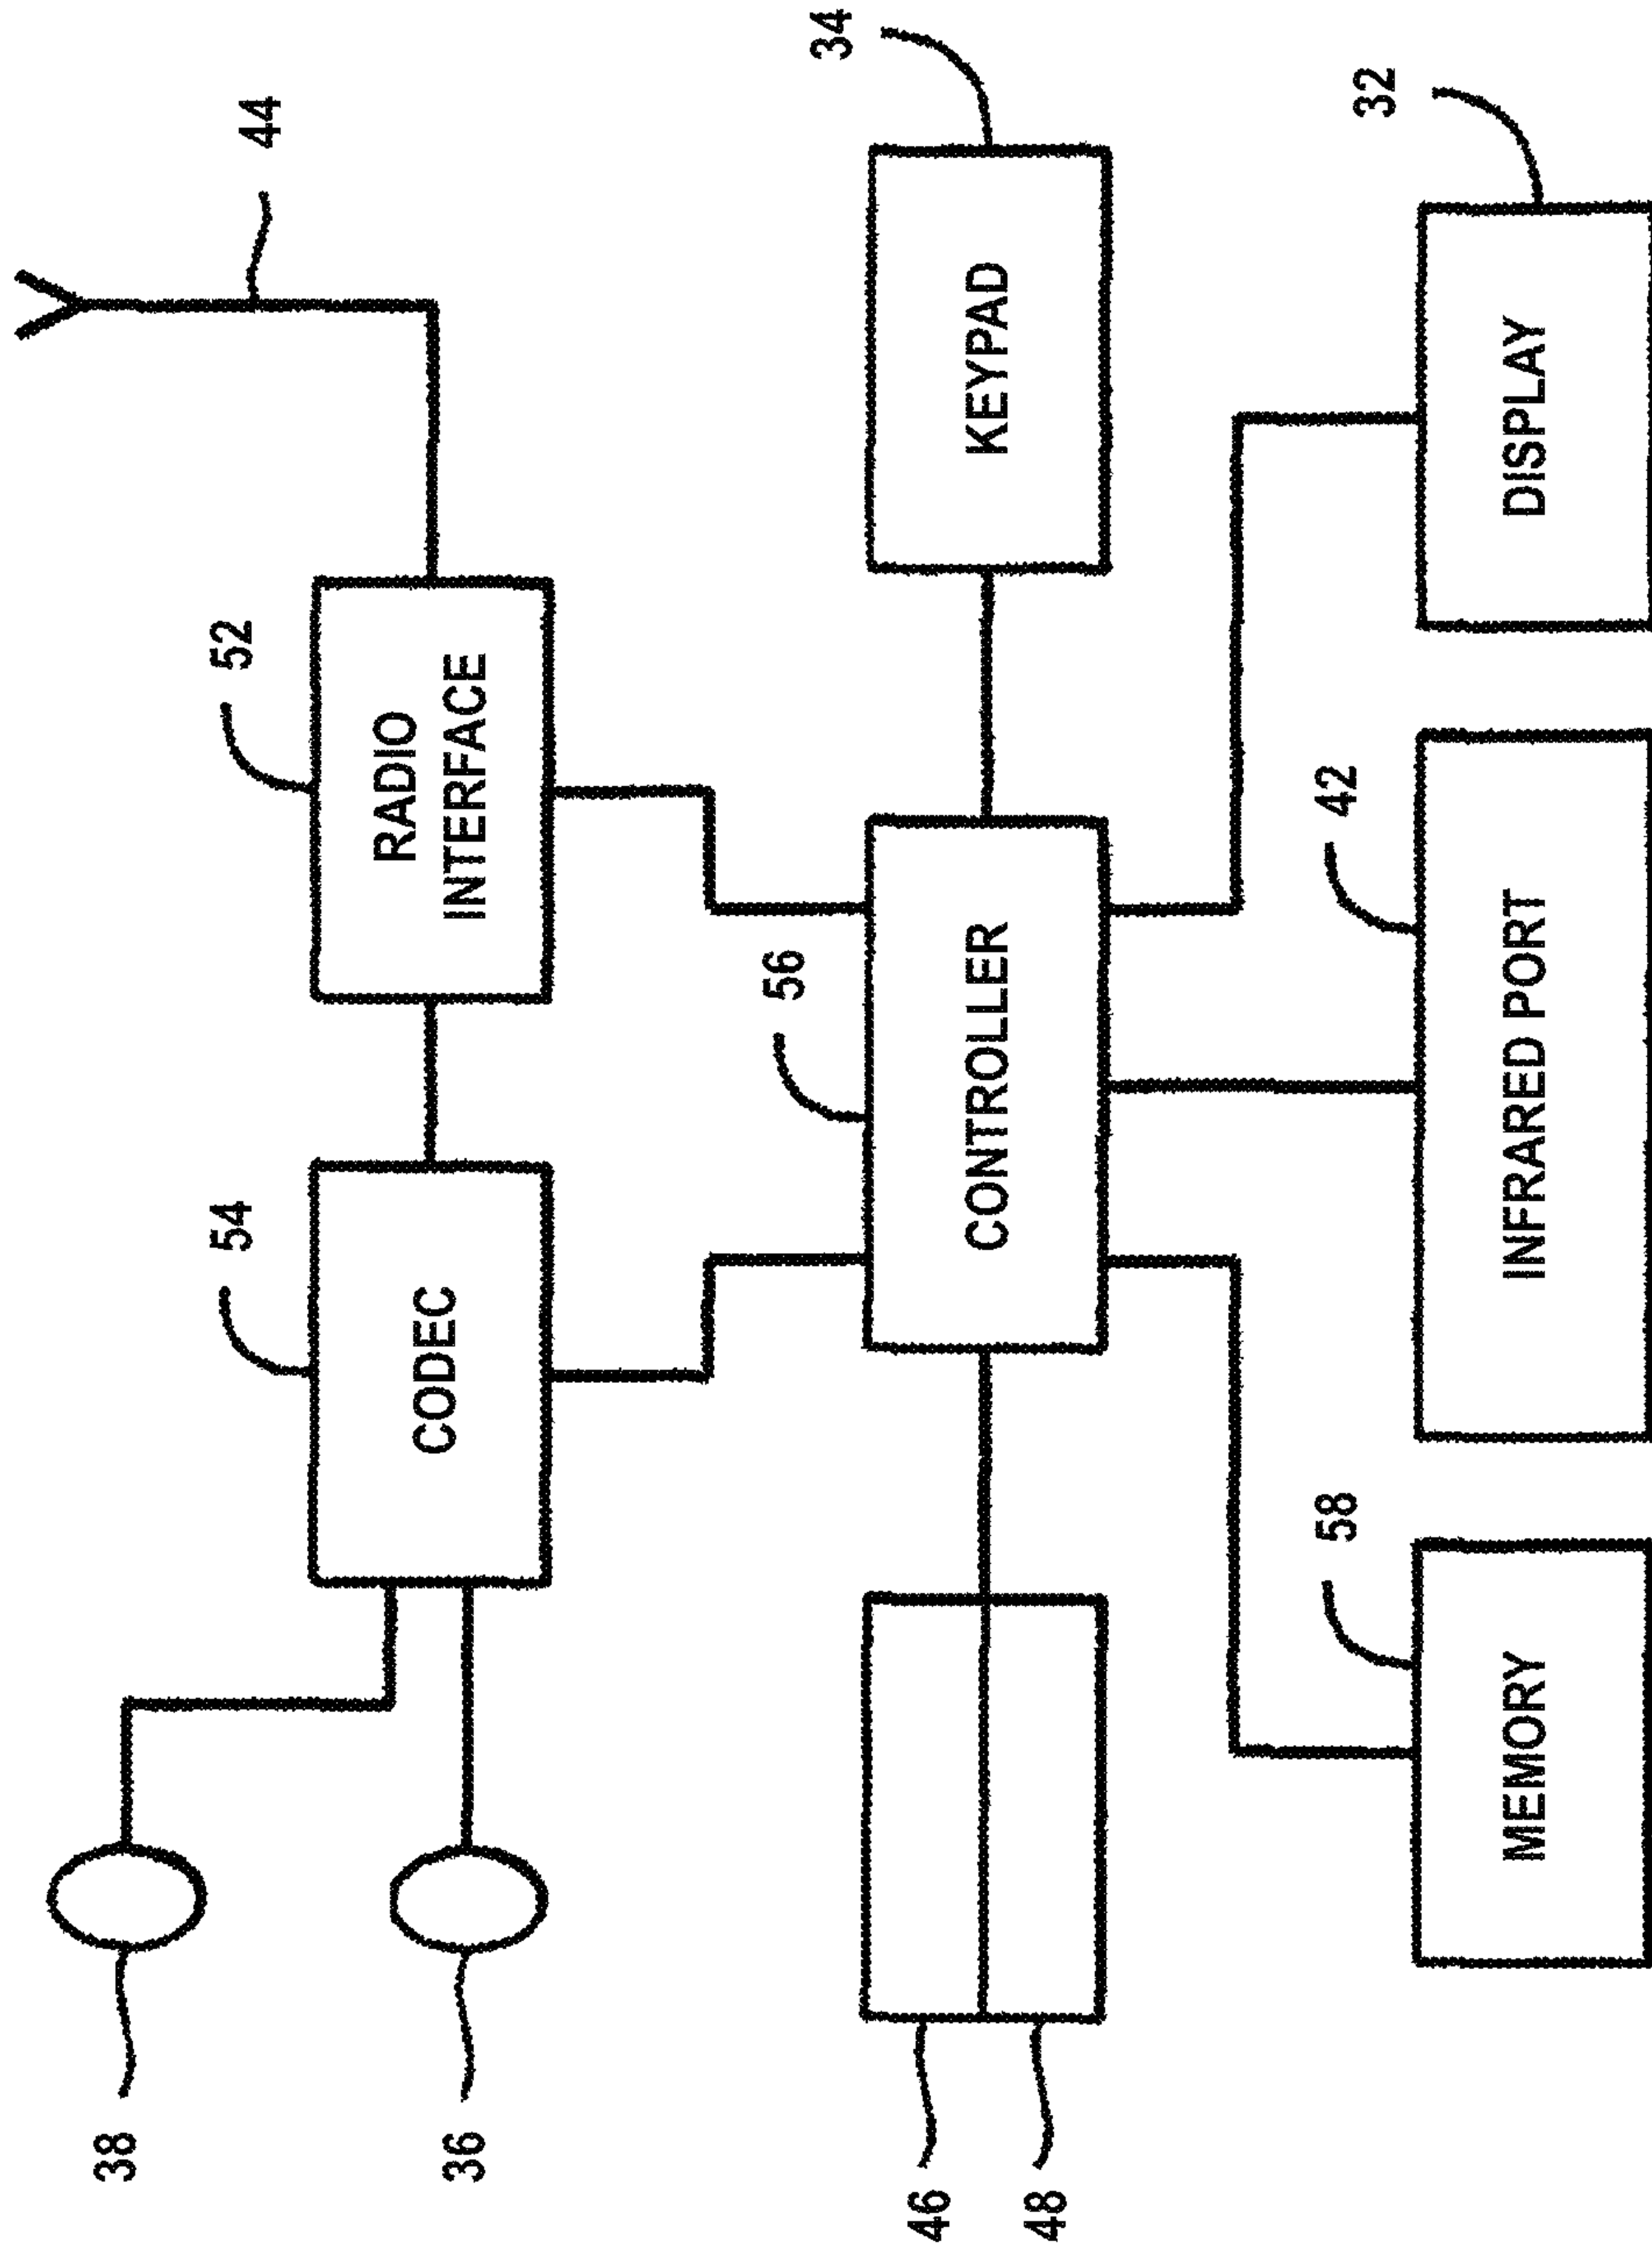 38
54
52
44
CODEC
RADIO
INTERFACE
36
46
48
56
CONTROLLER
KEYPAD
34
58
MEMORY
42
INFRARED PORT
DISPLAY
32